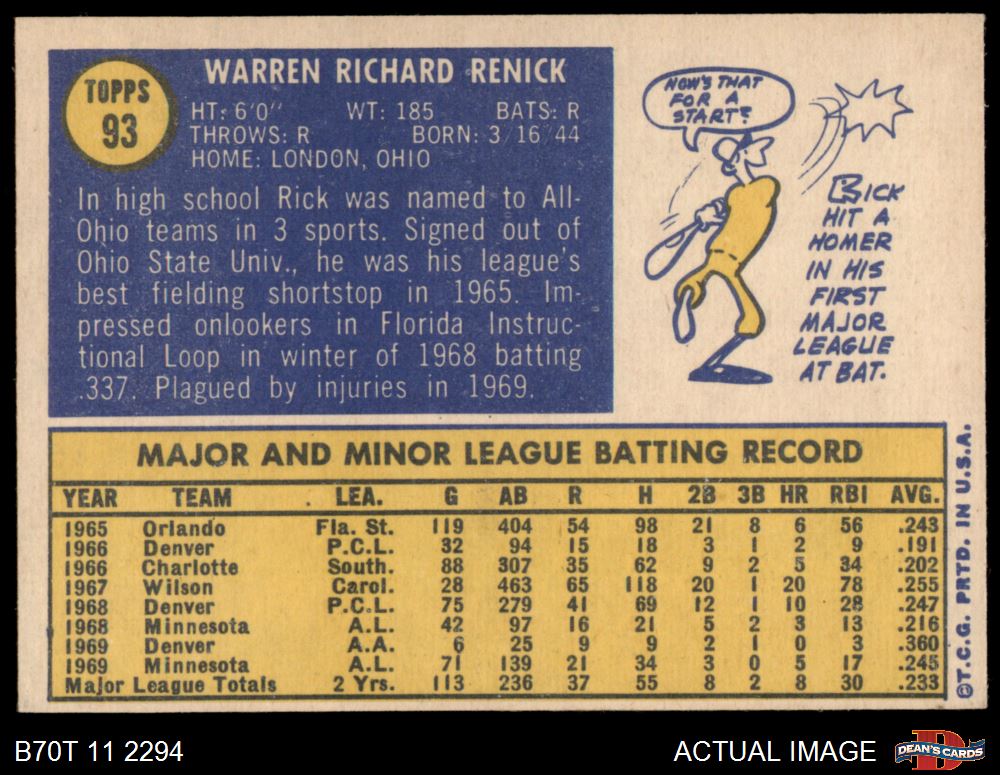 TOPPS
93
WARREN RICHARD RENICK
HT: 6'0" WT: 185 BATS: R
THROWS: R BORN: 3/16/44
HOME: LONDON, OHIO
In high school Rick was named to All-
Ohio teams in 3 sports. Signed out of
Ohio State Univ., he was his league's
best fielding shortstop in 1965. Im-
pressed onlookers in Florida Instruc-
tional Loop in winter of 1968 batting
.337. Plagued by injuries in 1969.
NOW'S THAT
FOR A
START?
RICK
HIT A
HOMER
IN HIS
FIRST
MAJOR
LEAGUE
AT BAT.
MAJOR AND MINOR LEAGUE BATTING RECORD
YEAR TEAM LEA. G AB R H 2B 3B HR RBI AVG.
1965 Orlando Fla. St. 119 404 54 98 21 8 6 56 .243
1966 Denver P.C.L. 32 94 15 18 3 1 2 9 .191
1966 Charlotte South. 88 307 35 62 9 2 5 34 .202
1967 Wilson Carol. 28 463 65 118 20 1 20 78 .255
1968 Denver P.C.L. 75 279 41 69 12 1 10 28 .247
1968 Minnesota A.L. 42 97 16 21 5 2 3 13 .216
1969 Denver A.A. 6 25 9 9 2 1 0 3 .360
1969 Minnesota A.L. 71 139 21 34 3 0 5 17 .245
Major League Totals 2 Yrs. 113 236 37 55 8 2 8 30 .233
©T.C.G. PRTD. IN U.S.A.
B70T 11 2294
ACTUAL IMAGE
D
DEAN'S CARDS